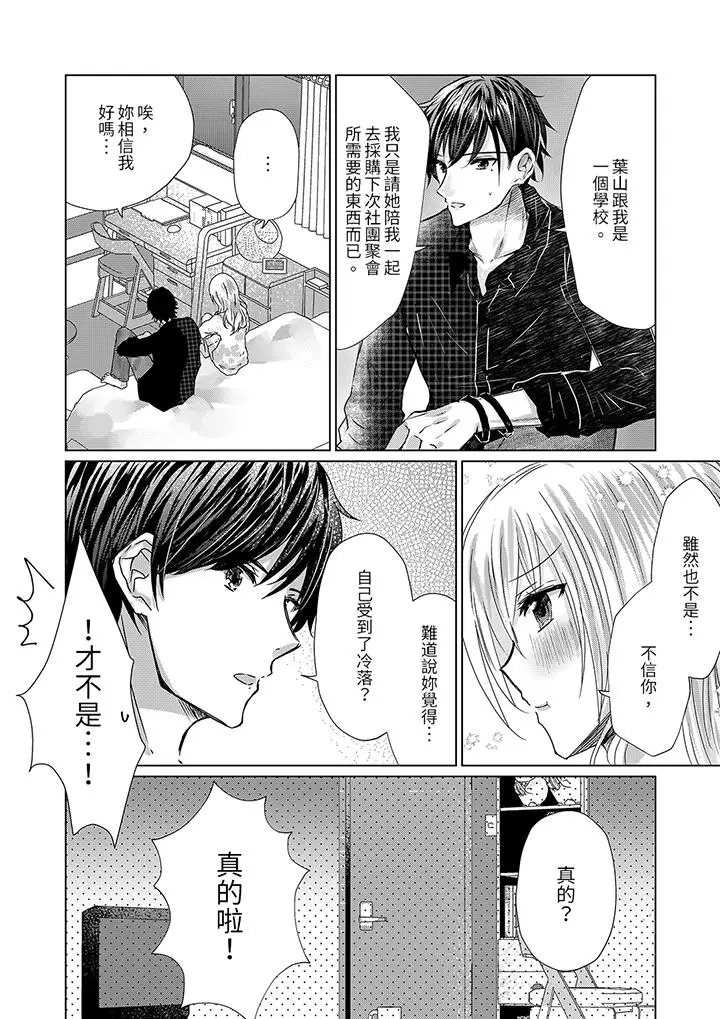 葉山跟我是
一個學校。
我只是請她陪我一起
去採購下次社團聚會
所需要的東西而已。
…
唉，
妳相信我
好嗎…
雖然也不是…
不信你，
難道說妳覺得…
自己受到了冷落？
！才不是…！
真的？
真的啦！